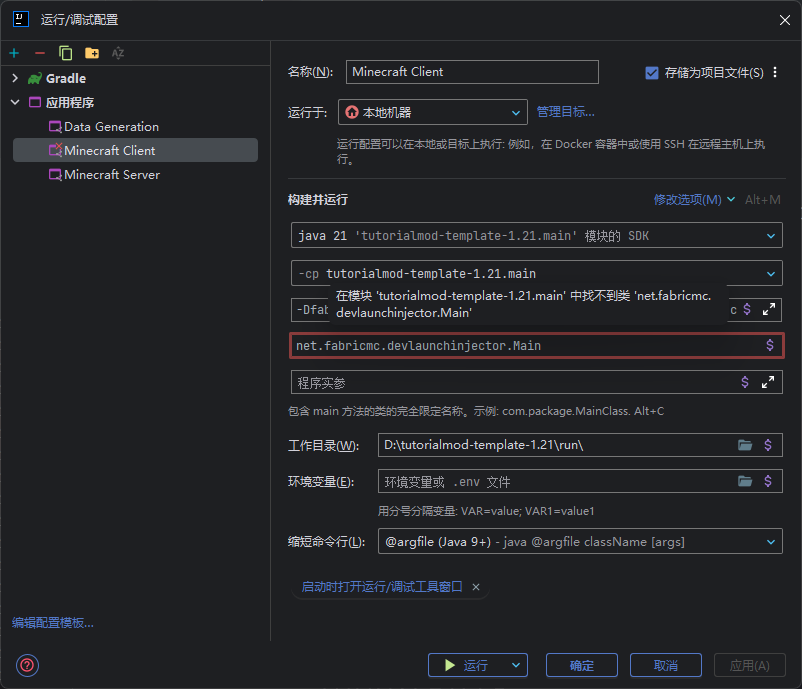 运行/调试配置
Gradle
应用程序
Data Generation
Minecraft Client
Minecraft Server
编辑配置模板...
名称(N):
Minecraft Client
存储为项目文件(S)
运行于:
本地机器
管理目标...
运行配置可以在本地或目标上执行: 例如，在 Docker 容器中或使用 SSH 在远程主机上执
行。
构建并运行
修改选项(M)
Alt+M
java 21 'tutorialmod-template-1.21.main' 模块的 SDK
-cp tutorialmod-template-1.21.main
在模块 'tutorialmod-template-1.21.main' 中找不到类 'net.fabricmc.
devlaunchinjector.Main'
-Dfab
c $
net.fabricmc.devlaunchinjector.Main $
程序实参 $
包含 main 方法的类的完全限定名称。示例: com.package.MainClass. Alt+C
工作目录(W):
D:\tutorialmod-template-1.21\run\ $
环境变量(E):
环境变量或 .env 文件 $
用分号分隔变量: VAR=value; VAR1=value1
缩短命令行(L):
@argfile (Java 9+) - java @argfile className [args]
启动时打开运行/调试工具窗口
运行
确定
取消
应用(A)